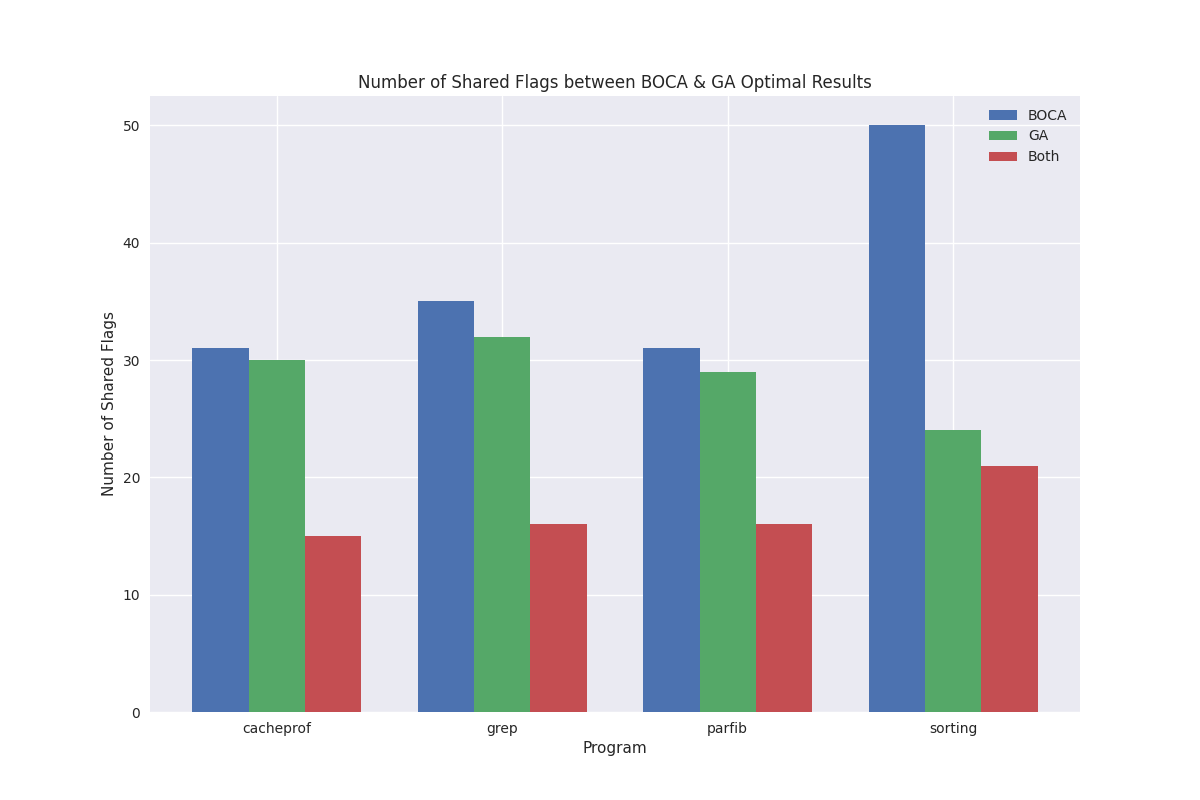 Number of Shared Flags between BOCA & GA Optimal Results
BOCA
GA
Both
50
40
30
20
10
0
Number of Shared Flags
cacheprof
grep
parfib
sorting
Program